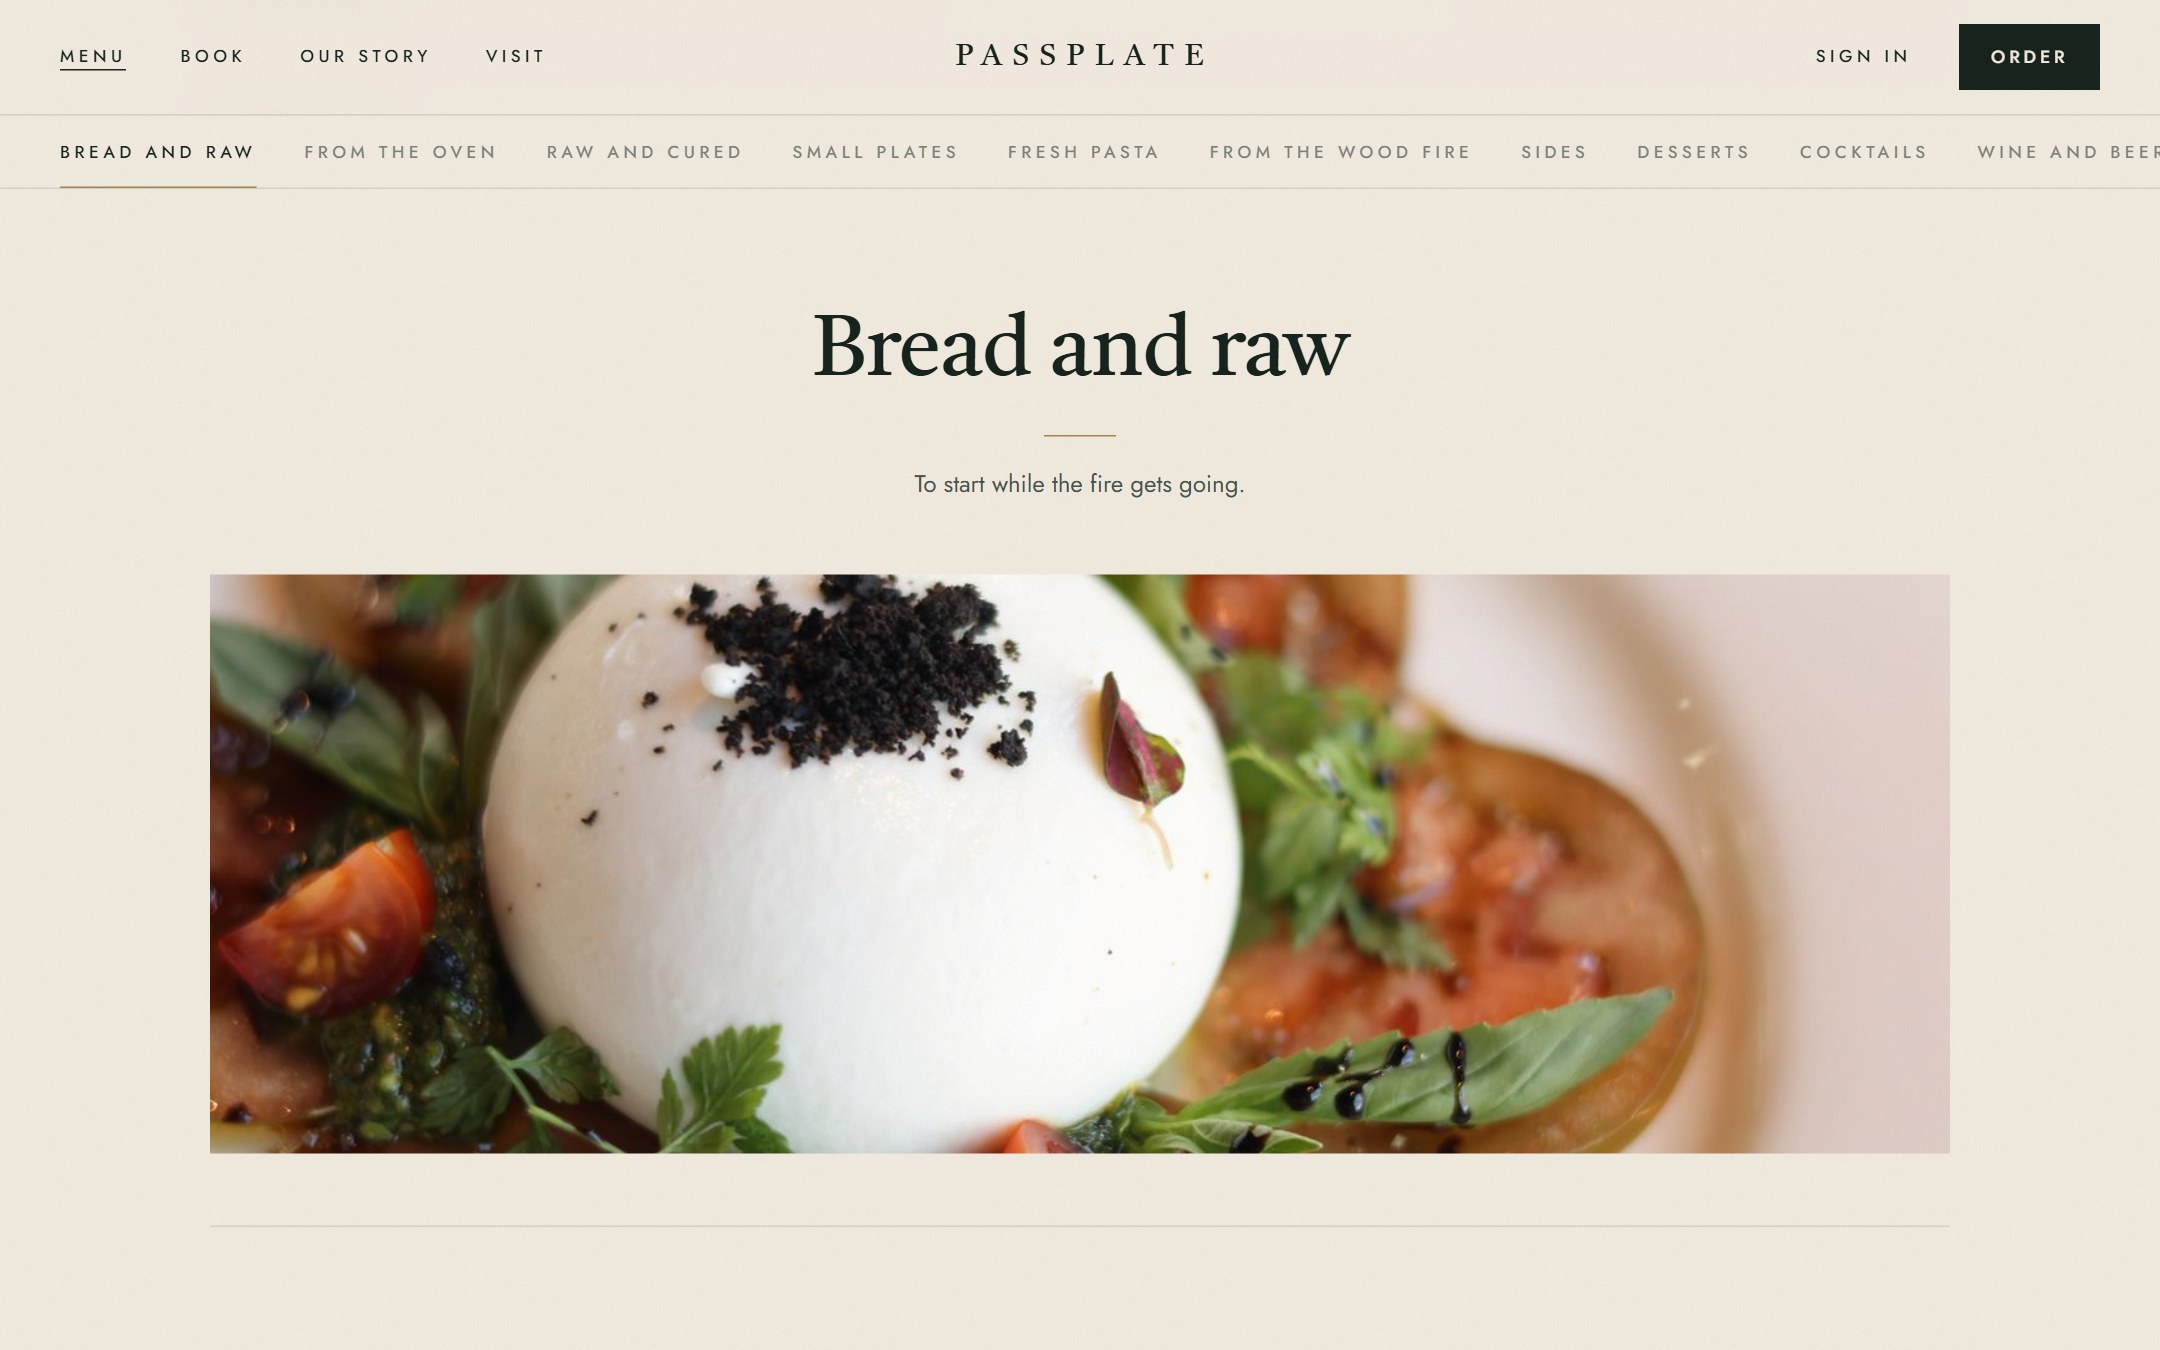 MENU BOOK OUR STORY VISIT PASSPLATE SIGN IN ORDER
BREAD AND RAW FROM THE OVEN RAW AND CURED SMALL PLATES FRESH PASTA FROM THE WOOD FIRE SIDES DESSERTS COCKTAILS WINE AND BEER
Bread and raw
To start while the fire gets going.